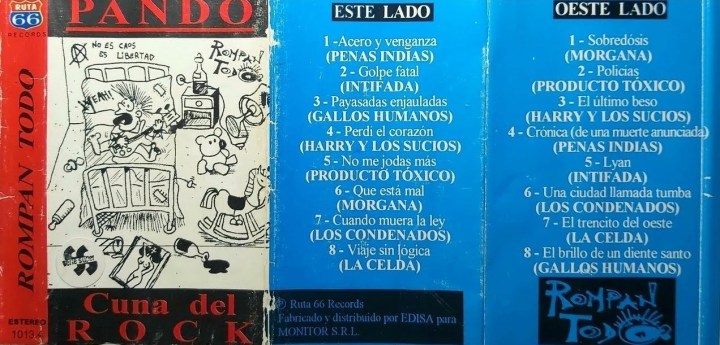 RUTA
66
RECORDS
ROMPAN TODO
ESTEREO
1019-4
PANDO
NO ES CAOS
ES LIBERTAD
ROMPAN
TODO
YEAH!
Cuna del
ROCK
ESTE LADO
1 -Acero y venganza
(PENAS INDIAS)
2 - Golpe fatal
(INTIFADA)
3 - Payasadas enjauladas
(GALLOS HUMANOS)
4 - Perdi el corazón
(HARRY Y LOS SUCIOS)
5 - No me jodas más
(PRODUCTO TÓXICO)
6 - Que está mal
(MORGANA)
7 - Cuando muera la ley
(LOS CONDENADOS)
8 - Viaje sin lógica
(LA CELDA)
℗ Ruta 66 Records
Fabricado y distribuido por EDISA para
MONITOR S.R.L.
OESTE LADO
1 - Sobredósis
(MORGANA)
2 - Policias
(PRODUCTO TÓXICO)
3 - El último beso
(HARRY Y LOS SUCIOS)
4 - Crónica (de una muerte anunciada)
(PENAS INDIAS)
5 - Lyan
(INTIFADA)
6 - Una ciudad llamada tumba
(LOS CONDENADOS)
7 - El trencito del oeste
(LA CELDA)
8 - El brillo de un diente santo
(GALLOS HUMANOS)
ROMPAN
TODO